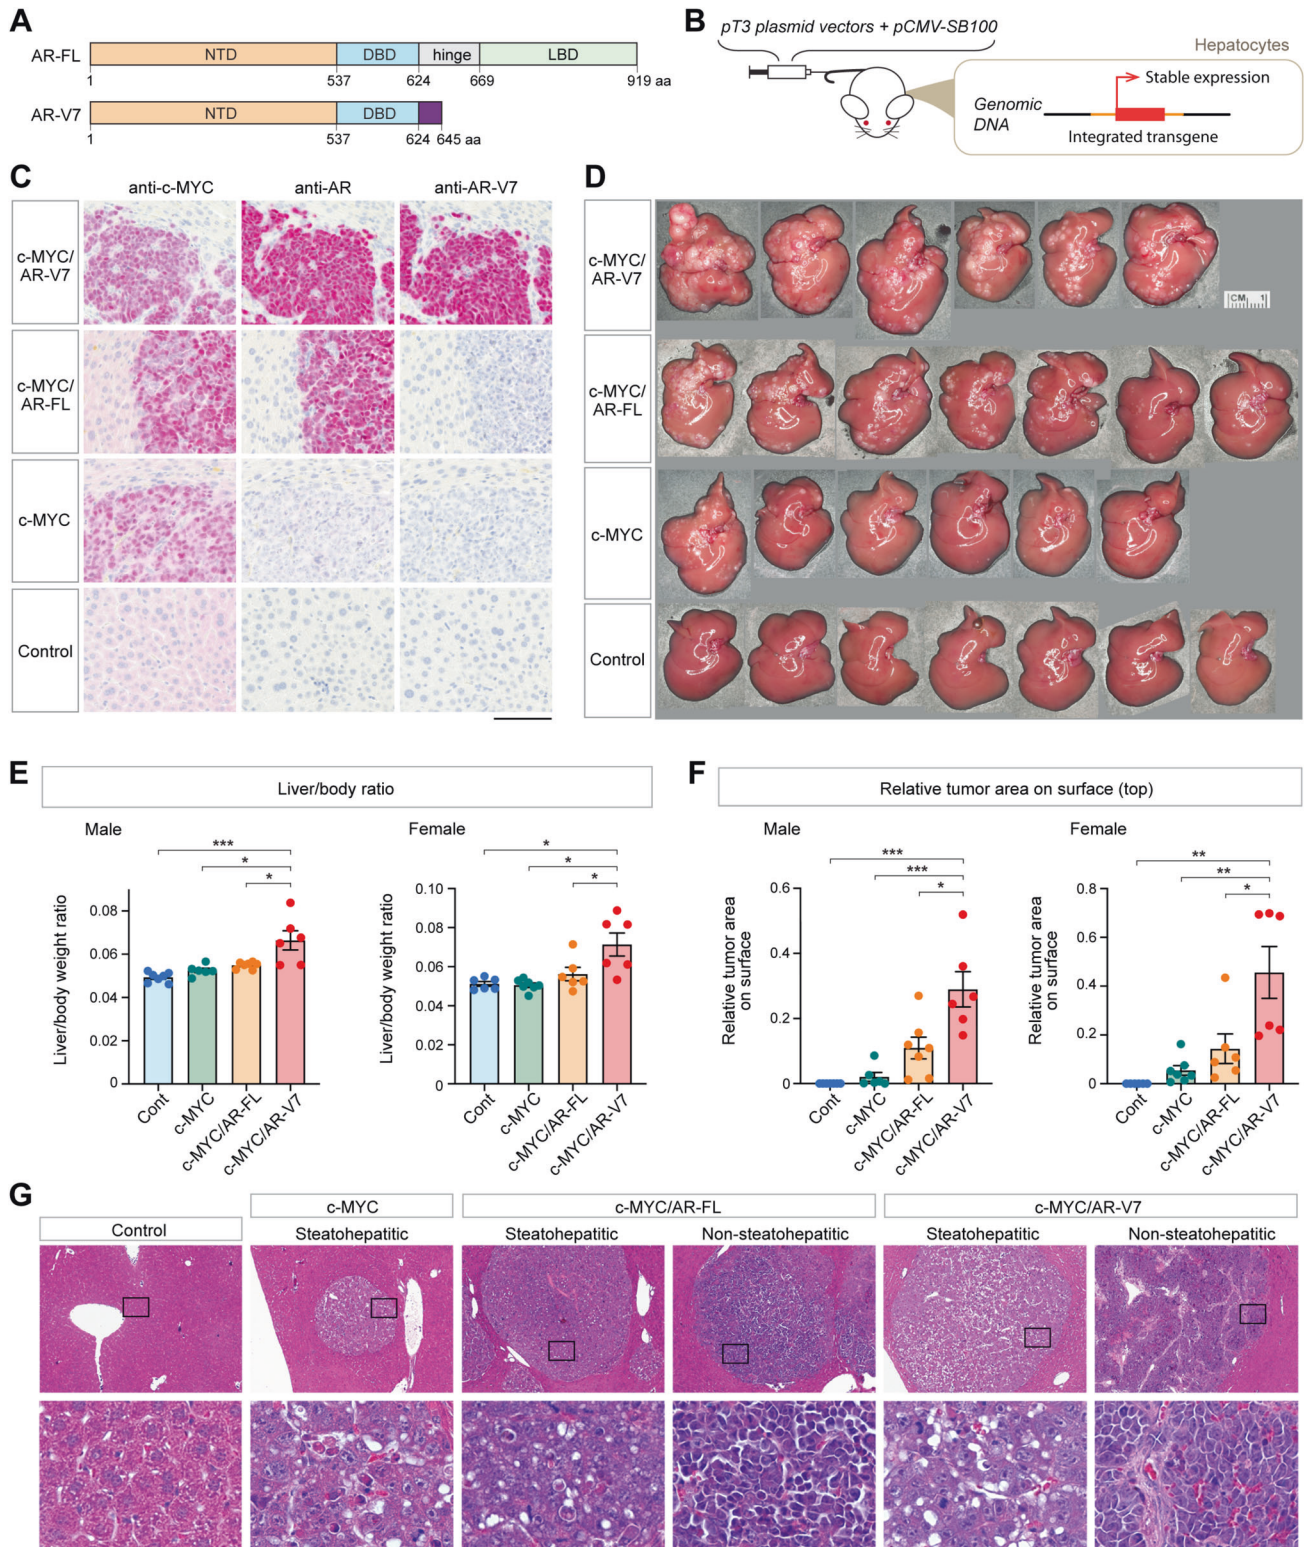 A
AR-FL
NTD
DBD
hinge
LBD
1
537
624
669
919 aa
AR-V7
NTD
DBD
1
537
624
645 aa
B
pT3 plasmid vectors + pCMV-SB100
Hepatocytes
Stable expression
Genomic
DNA
Integrated transgene
C
anti-c-MYC
anti-AR
anti-AR-V7
c-MYC/
AR-V7
c-MYC/
AR-FL
c-MYC
Control
D
c-MYC/
AR-V7
CM 1
c-MYC/
AR-FL
c-MYC
Control
E
Liver/body ratio
Male
***
*
*
Liver/body weight ratio
0.08
0.06
0.04
0.02
0
Cont
c-MYC
c-MYC/AR-FL
c-MYC/AR-V7
Female
*
*
*
Liver/body weight ratio
0.10
0.08
0.06
0.04
0.02
0
Cont
c-MYC
c-MYC/AR-FL
c-MYC/AR-V7
F
Relative tumor area on surface (top)
Male
***
***
*
Relative tumor area
on surface
0.6
0.4
0.2
0
Cont
c-MYC
c-MYC/AR-FL
c-MYC/AR-V7
Female
**
**
*
Relative tumor area
on surface
0.8
0.6
0.4
0.2
0
Cont
c-MYC
c-MYC/AR-FL
c-MYC/AR-V7
G
Control
c-MYC
Steatohepatitic
c-MYC/AR-FL
Steatohepatitic
Non-steatohepatitic
c-MYC/AR-V7
Steatohepatitic
Non-steatohepatitic